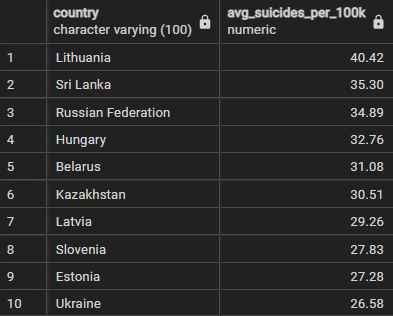 country avg_suicides_per_100k
character varying (100) numeric
1 Lithuania 40.42
2 Sri Lanka 35.30
3 Russian Federation 34.89
4 Hungary 32.76
5 Belarus 31.08
6 Kazakhstan 30.51
7 Latvia 29.26
8 Slovenia 27.83
9 Estonia 27.28
10 Ukraine 26.58